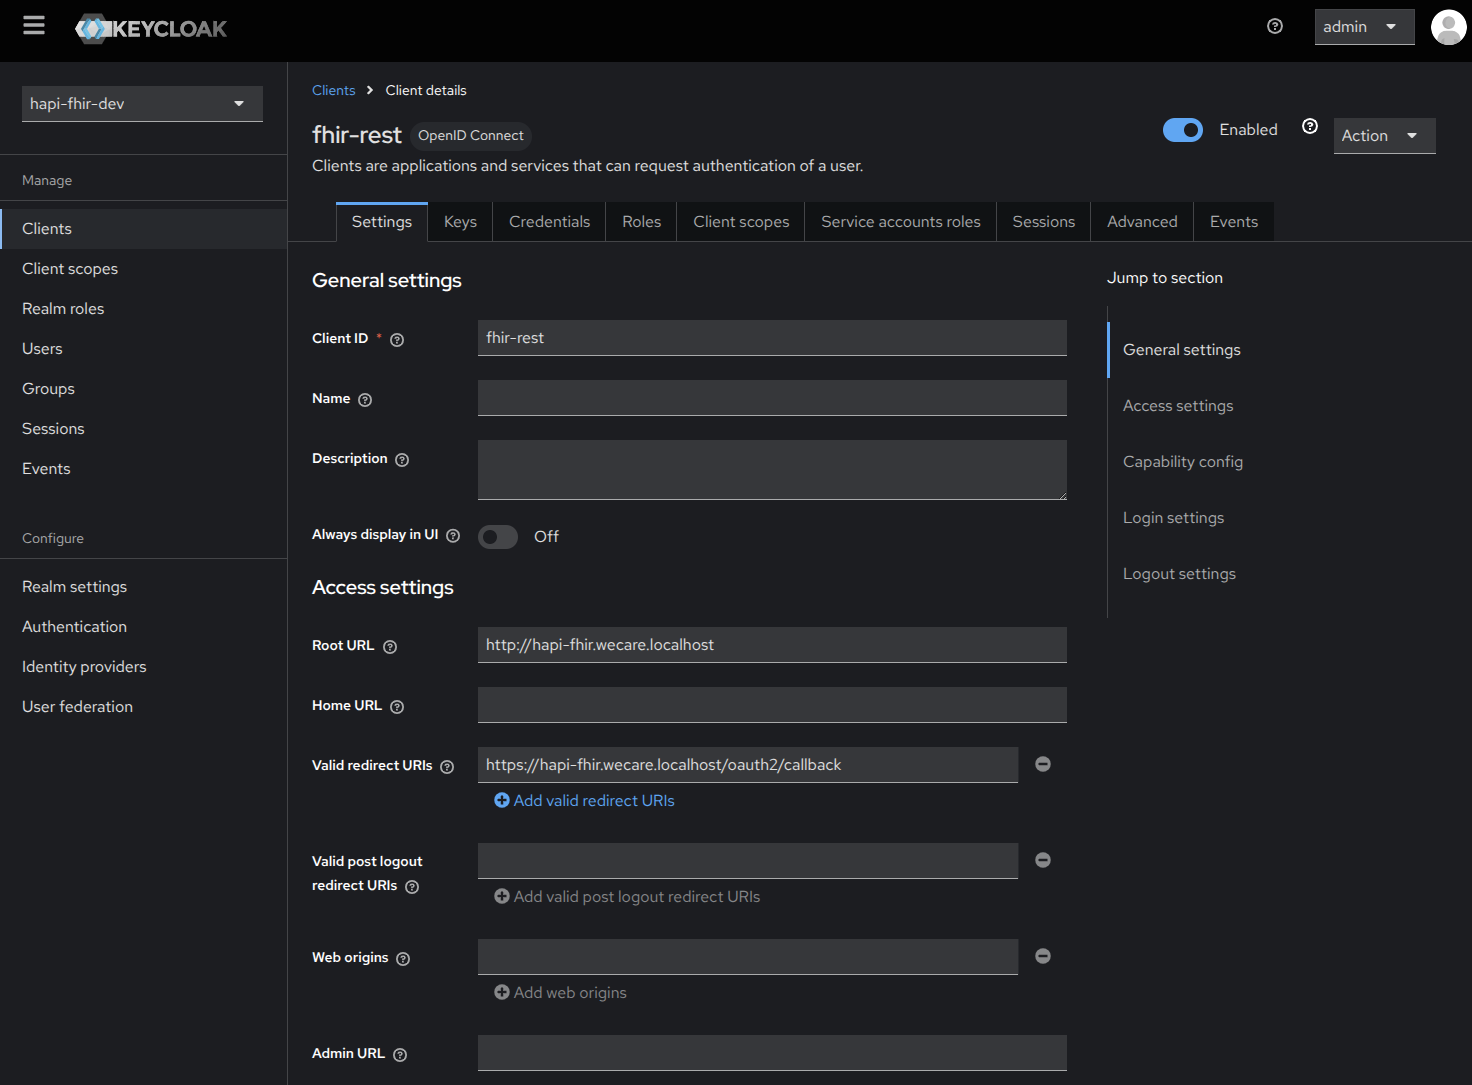 KEYCLOAK
admin
hapi-fhir-dev
Manage
Clients
Client scopes
Realm roles
Users
Groups
Sessions
Events
Configure
Realm settings
Authentication
Identity providers
User federation
Clients > Client details
fhir-rest OpenID Connect
Enabled
Action
Clients are applications and services that can request authentication of a user.
Settings Keys Credentials Roles Client scopes Service accounts roles Sessions Advanced Events
General settings
Client ID * fhir-rest
Name
Description
Always display in UI Off
Access settings
Root URL http://hapi-fhir.wecare.localhost
Home URL
Valid redirect URIs https://hapi-fhir.wecare.localhost/oauth2/callback
Add valid redirect URIs
Valid post logout
redirect URIs
Add valid post logout redirect URIs
Web origins
Add web origins
Admin URL
Jump to section
General settings
Access settings
Capability config
Login settings
Logout settings